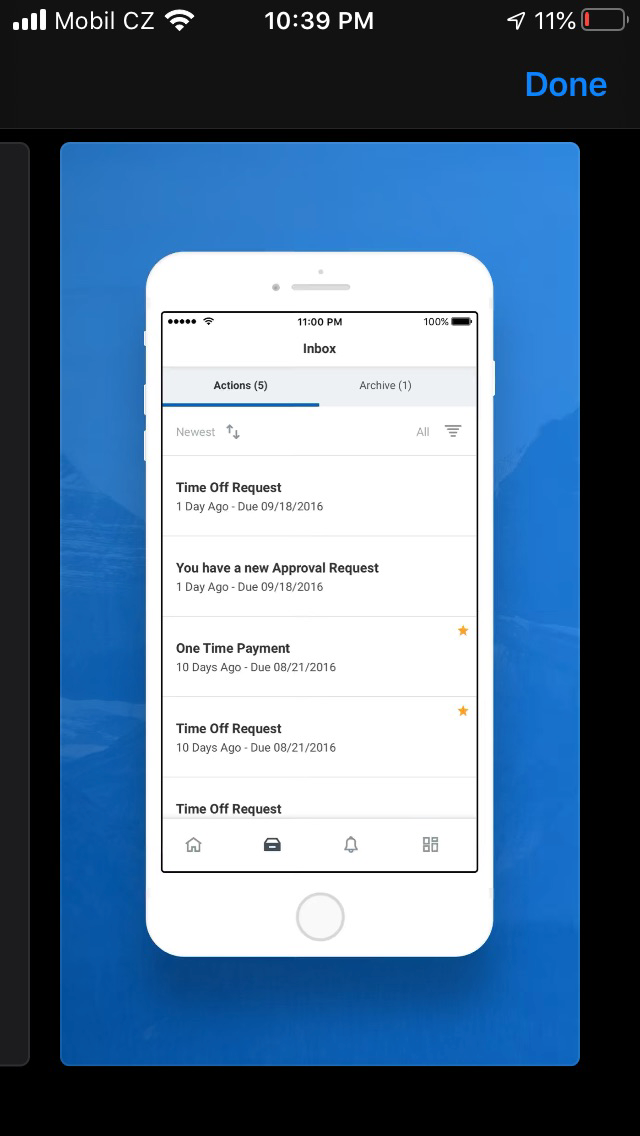 Mobil CZ 10:39 PM 11%
Done
11:00 PM 100%
Inbox
Actions (5) Archive (1)
Newest All
Time Off Request
1 Day Ago - Due 09/18/2016
You have a new Approval Request
1 Day Ago - Due 09/18/2016
One Time Payment
10 Days Ago - Due 08/21/2016
Time Off Request
10 Days Ago - Due 08/21/2016
Time Off Request